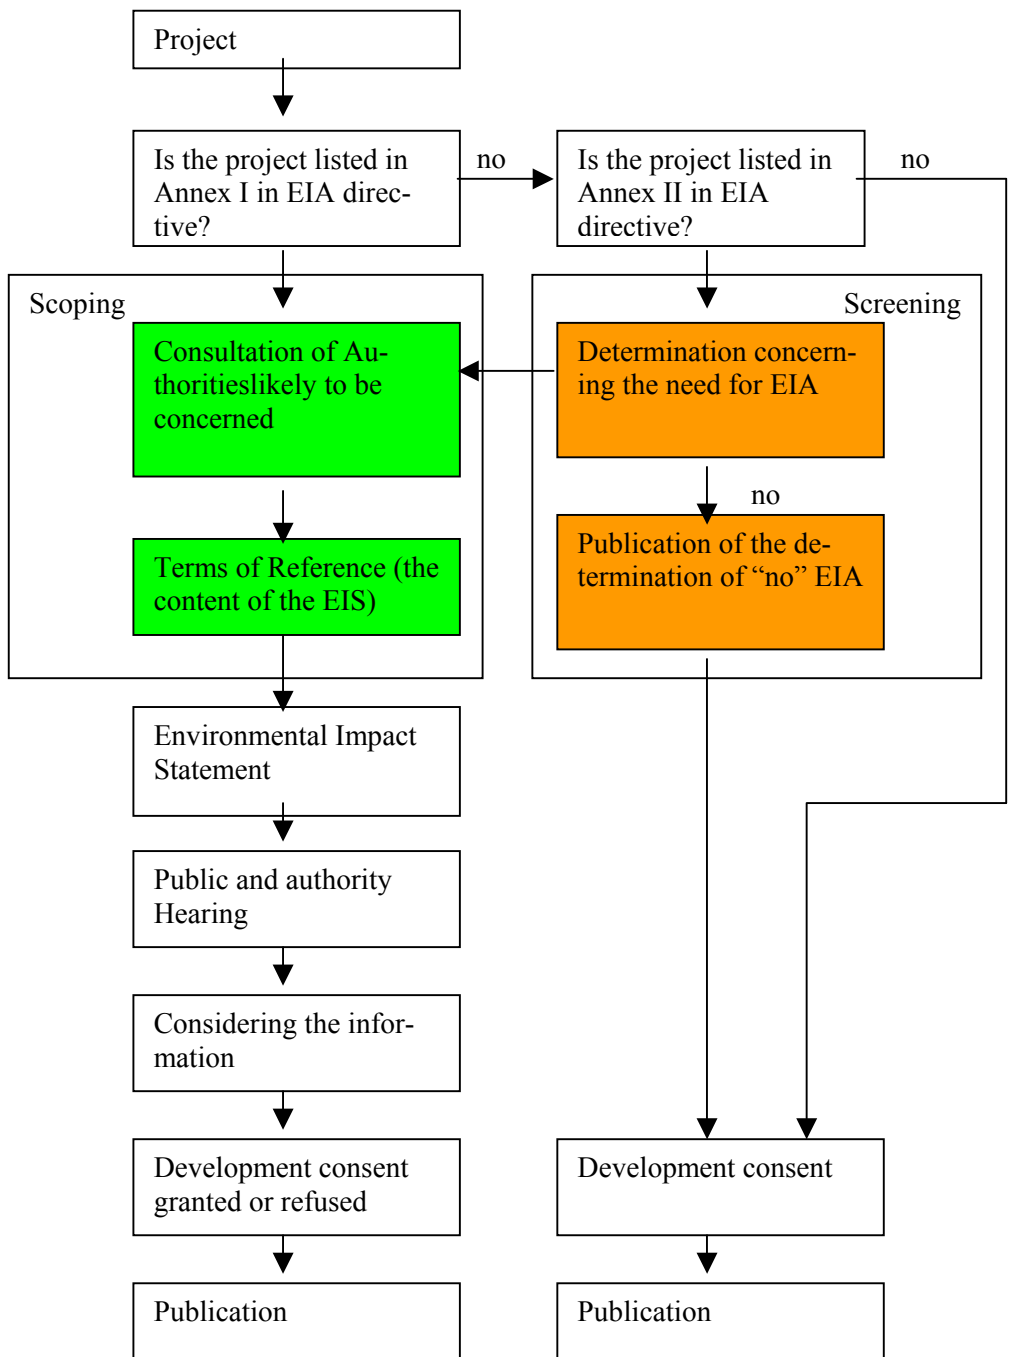 Project
Is the project listed in
Annex I in EIA direc-
tive?
no
Is the project listed in
Annex II in EIA
directive?
no
Scoping
Consultation of Au-
thoritieslikely to be
concerned
Terms of Reference (the
content of the EIS)
Screening
Determination concern-
ing the need for EIA
no
Publication of the de-
termination of “no” EIA
Environmental Impact
Statement
Public and authority
Hearing
Considering the infor-
mation
Development consent
granted or refused
Publication
Development consent
Publication